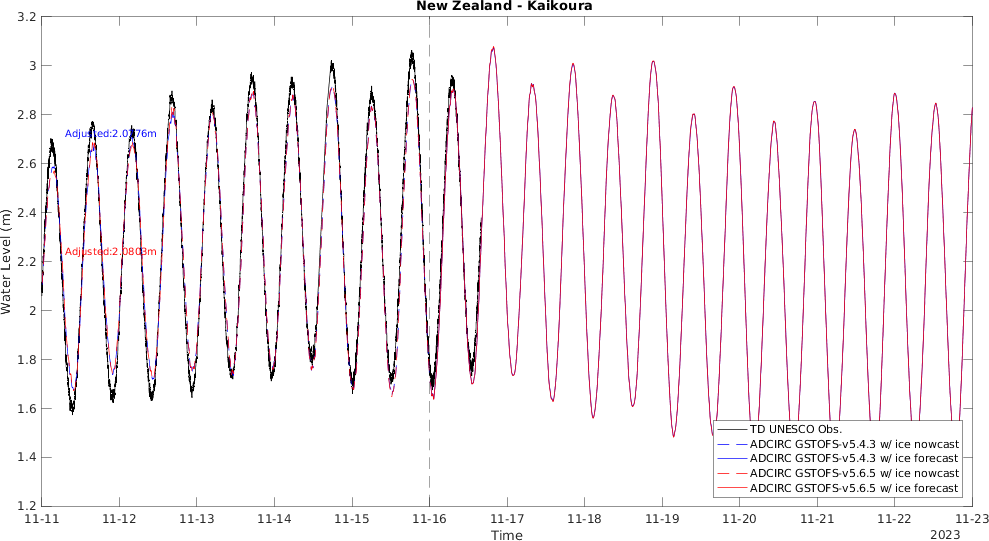 New Zealand - Kaikoura
3.2
3
2.8
2.6
2.4
2.2
2
1.8
1.6
1.4
1.2
Water Level (m)
Adjusted:2.0776m
Adjusted:2.0803m
TD UNESCO Obs.
ADCIRC GSTOFS-v5.4.3 w/ ice nowcast
ADCIRC GSTOFS-v5.4.3 w/ ice forecast
ADCIRC GSTOFS-v5.6.5 w/ ice nowcast
ADCIRC GSTOFS-v5.6.5 w/ ice forecast
11-11 11-12 11-13 11-14 11-15 11-16 11-17 11-18 11-19 11-20 11-21 11-22 11-23
Time
2023